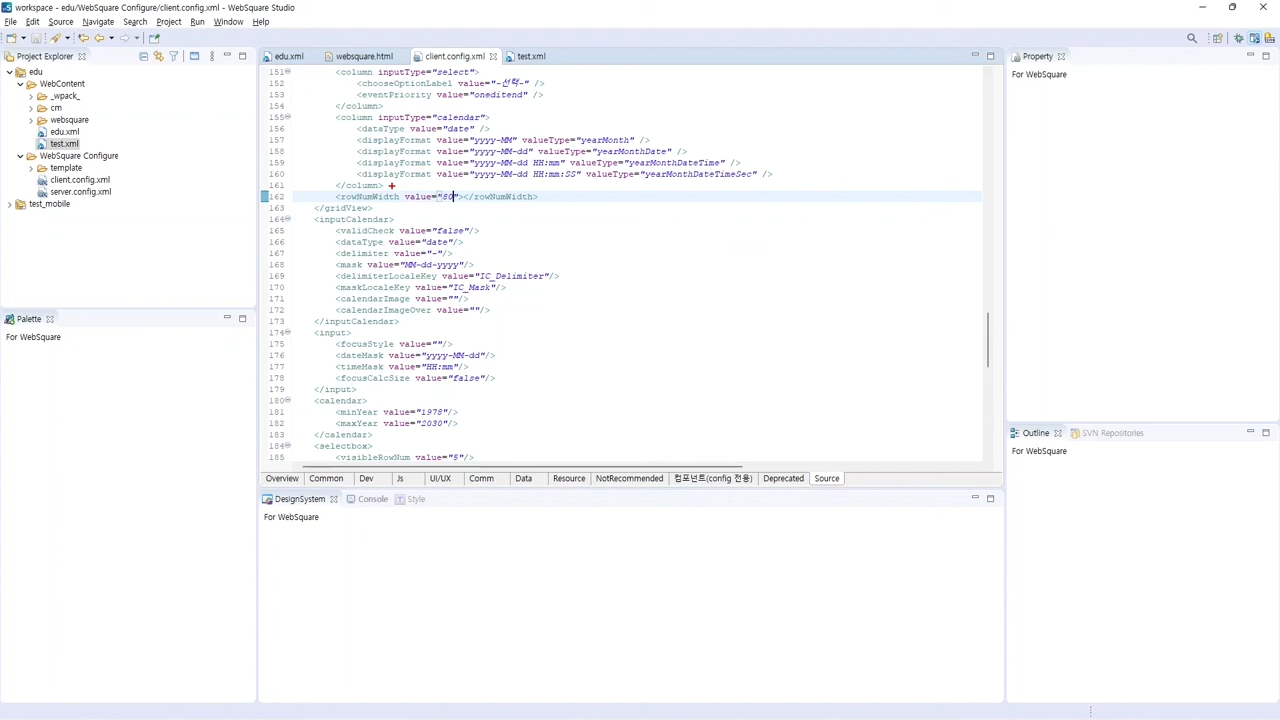 workspace - edu/WebSquare Configure/client.config.xml - WebSquare Studio
File Edit Source Navigate Search Project Run Window Help
Project Explorer
edu
WebContent
_wpack_
cm
websquare
edu.xml
test.xml
WebSquare Configure
template
client.config.xml
server.config.xml
test_mobile
Palette
For WebSquare
edu.xml websquare.html client.config.xml test.xml
151 <column inputType="select">
152 <chooseOptionLabel value="-선택-" />
153 <eventPriority value="oneditend" />
154 </column>
155 <column inputType="calendar">
156 <dataType value="date" />
157 <displayFormat value="yyyy-MM" valueType="yearMonth" />
158 <displayFormat value="yyyy-MM-dd" valueType="yearMonthDate" />
159 <displayFormat value="yyyy-MM-dd HH:mm" valueType="yearMonthDateTime" />
160 <displayFormat value="yyyy-MM-dd HH:mm:SS" valueType="yearMonthDateTimeSec" />
161 </column>
162 <rowNumWidth value="80"></rowNumWidth>
163 </gridView>
164 <inputCalendar>
165 <validCheck value="false"/>
166 <dataType value="date"/>
167 <delimiter value="-"/>
168 <mask value="MM-dd-yyyy"/>
169 <delimiterLocaleKey value="IC_Delimiter"/>
170 <maskLocaleKey value="IC_Mask"/>
171 <calendarImage value=""/>
172 <calendarImageOver value=""/>
173 </inputCalendar>
174 <input>
175 <focusStyle value=""/>
176 <dateMask value="yyyy-MM-dd"/>
177 <timeMask value="HH:mm"/>
178 <focusCalcSize value="false"/>
179 </input>
180 <calendar>
181 <minYear value="1978"/>
182 <maxYear value="2030"/>
183 </calendar>
184 <selectbox>
185 <visibleRowNum value="5"/>
Overview Common Dev Js UI/UX Comm Data Resource NotRecommended 컴포넌트(config 전용) Deprecated Source
DesignSystem Console Style
For WebSquare
Property
For WebSquare
Outline SVN Repositories
For WebSquare